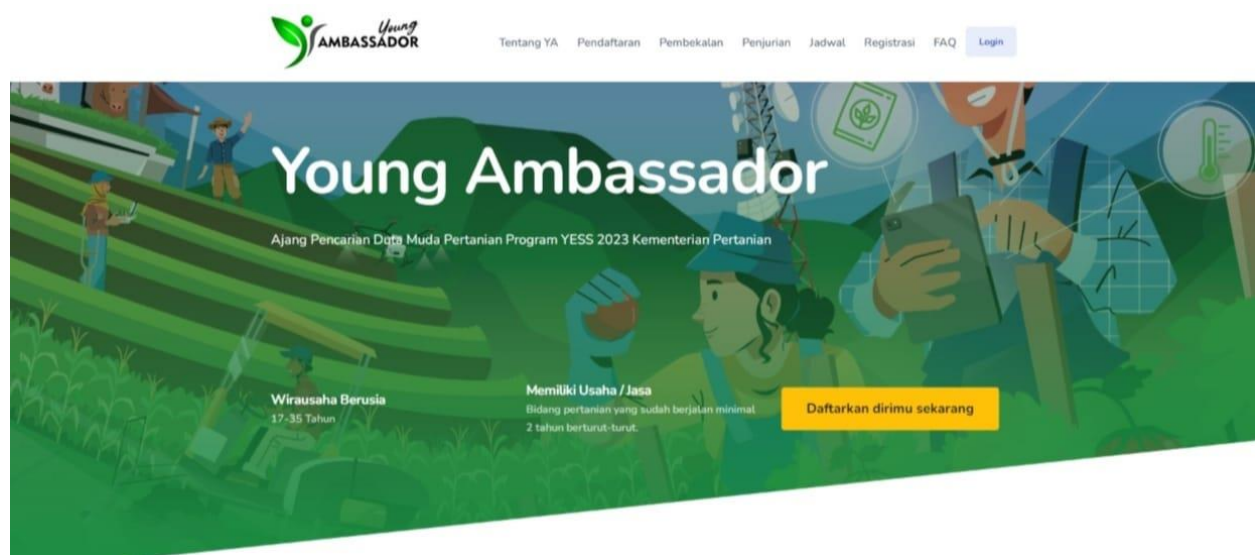 Young
AMBASSADOR
Tentang YA Pendaftaran Pembekalan Penjurian Jadwal Registrasi FAQ Login
Young Ambassador
Ajang Pencarian Duta Muda Pertanian Program YESS 2023 Kementerian Pertanian
Wirausaha Berusia
17-35 Tahun
Memiliki Usaha / Jasa
Bidang pertanian yang sudah berjalan minimal
2 tahun berturut-turut.
Daftarkan dirimu sekarang